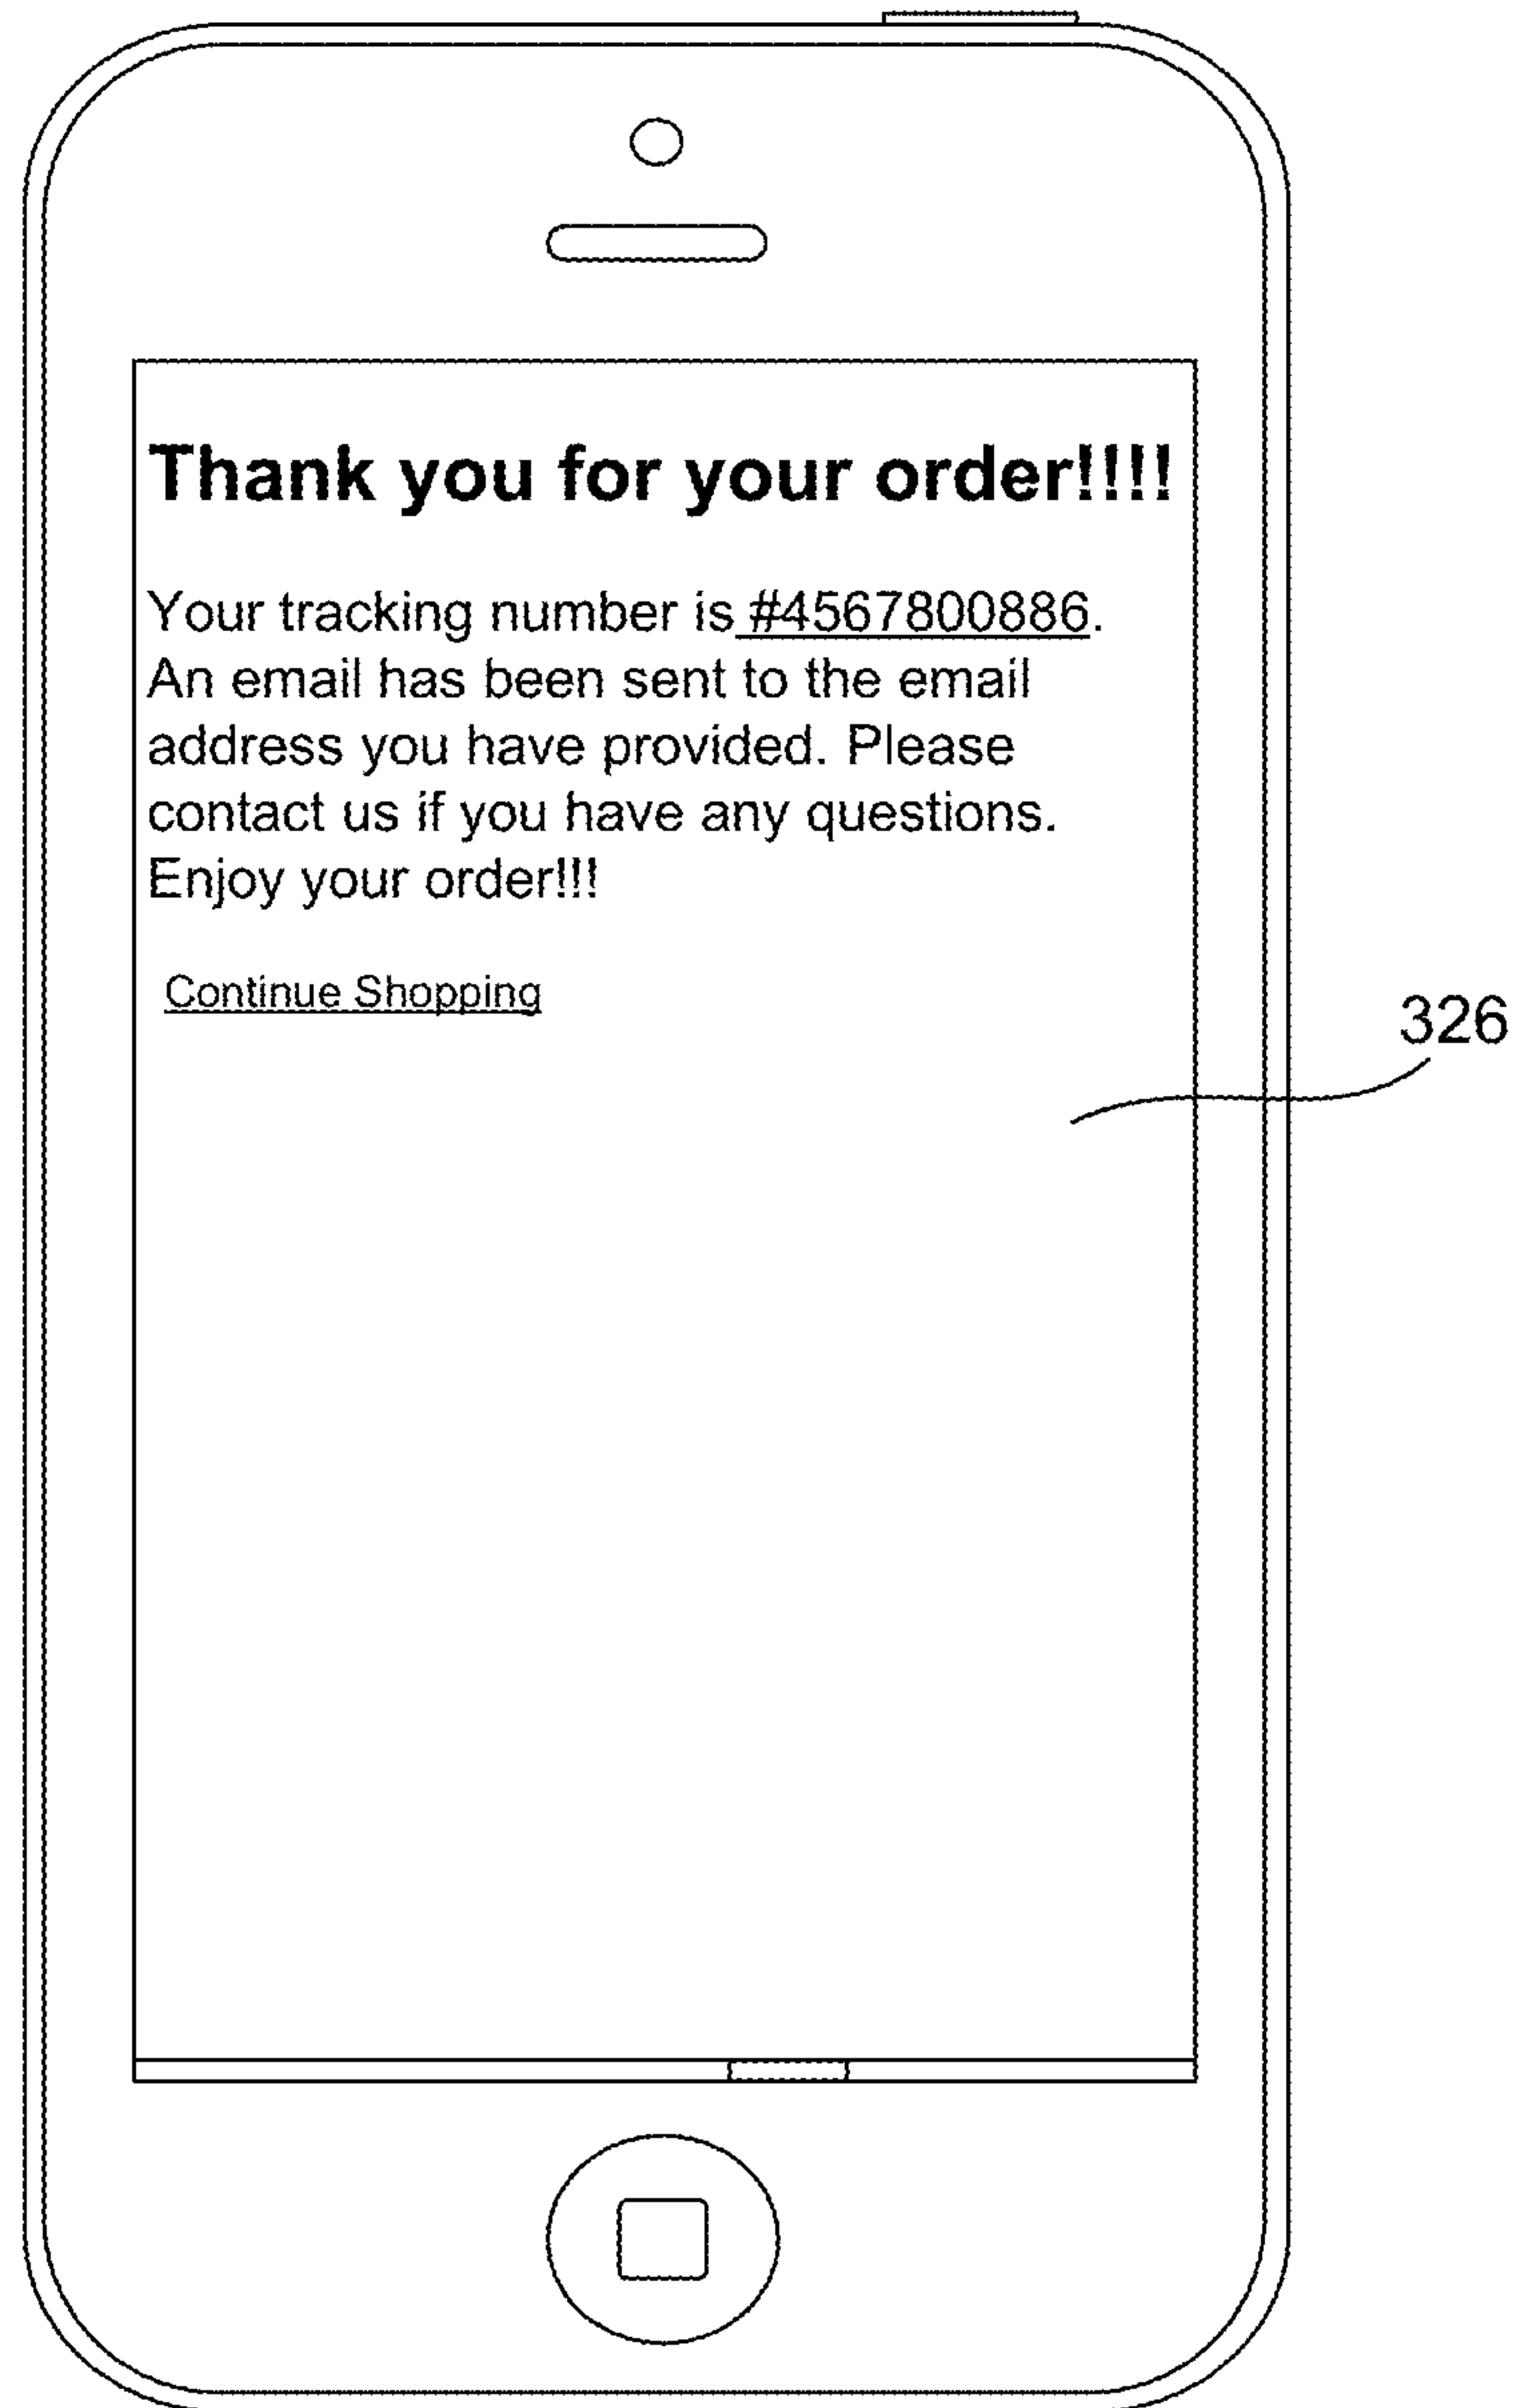 Thank you for your order!!!!
Your tracking number is #4567800886.
An email has been sent to the email
address you have provided. Please
contact us if you have any questions.
Enjoy your order!!!
Continue Shopping
326